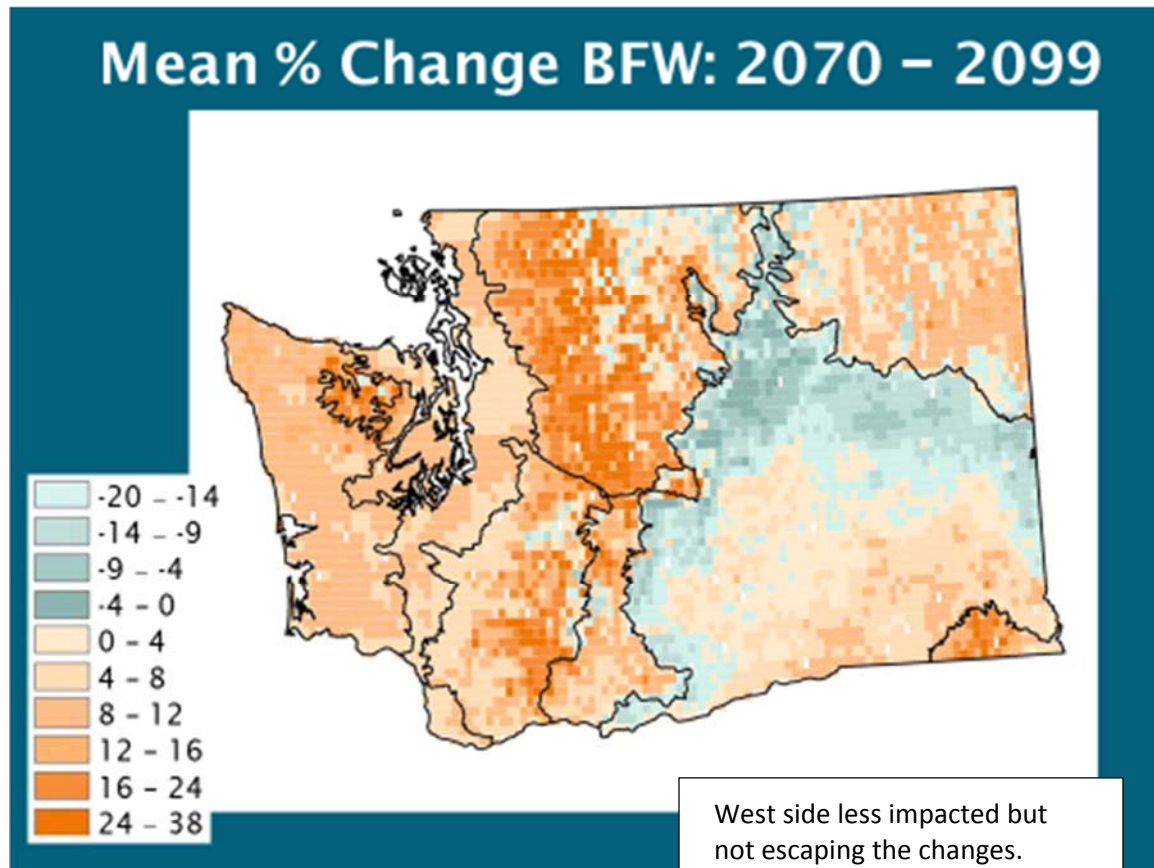 Mean % Change BFW: 2070 – 2099
-20 – -14
-14 – -9
-9 – -4
-4 – 0
0 – 4
4 – 8
8 – 12
12 – 16
16 – 24
24 – 38
West side less impacted but
not escaping the changes.